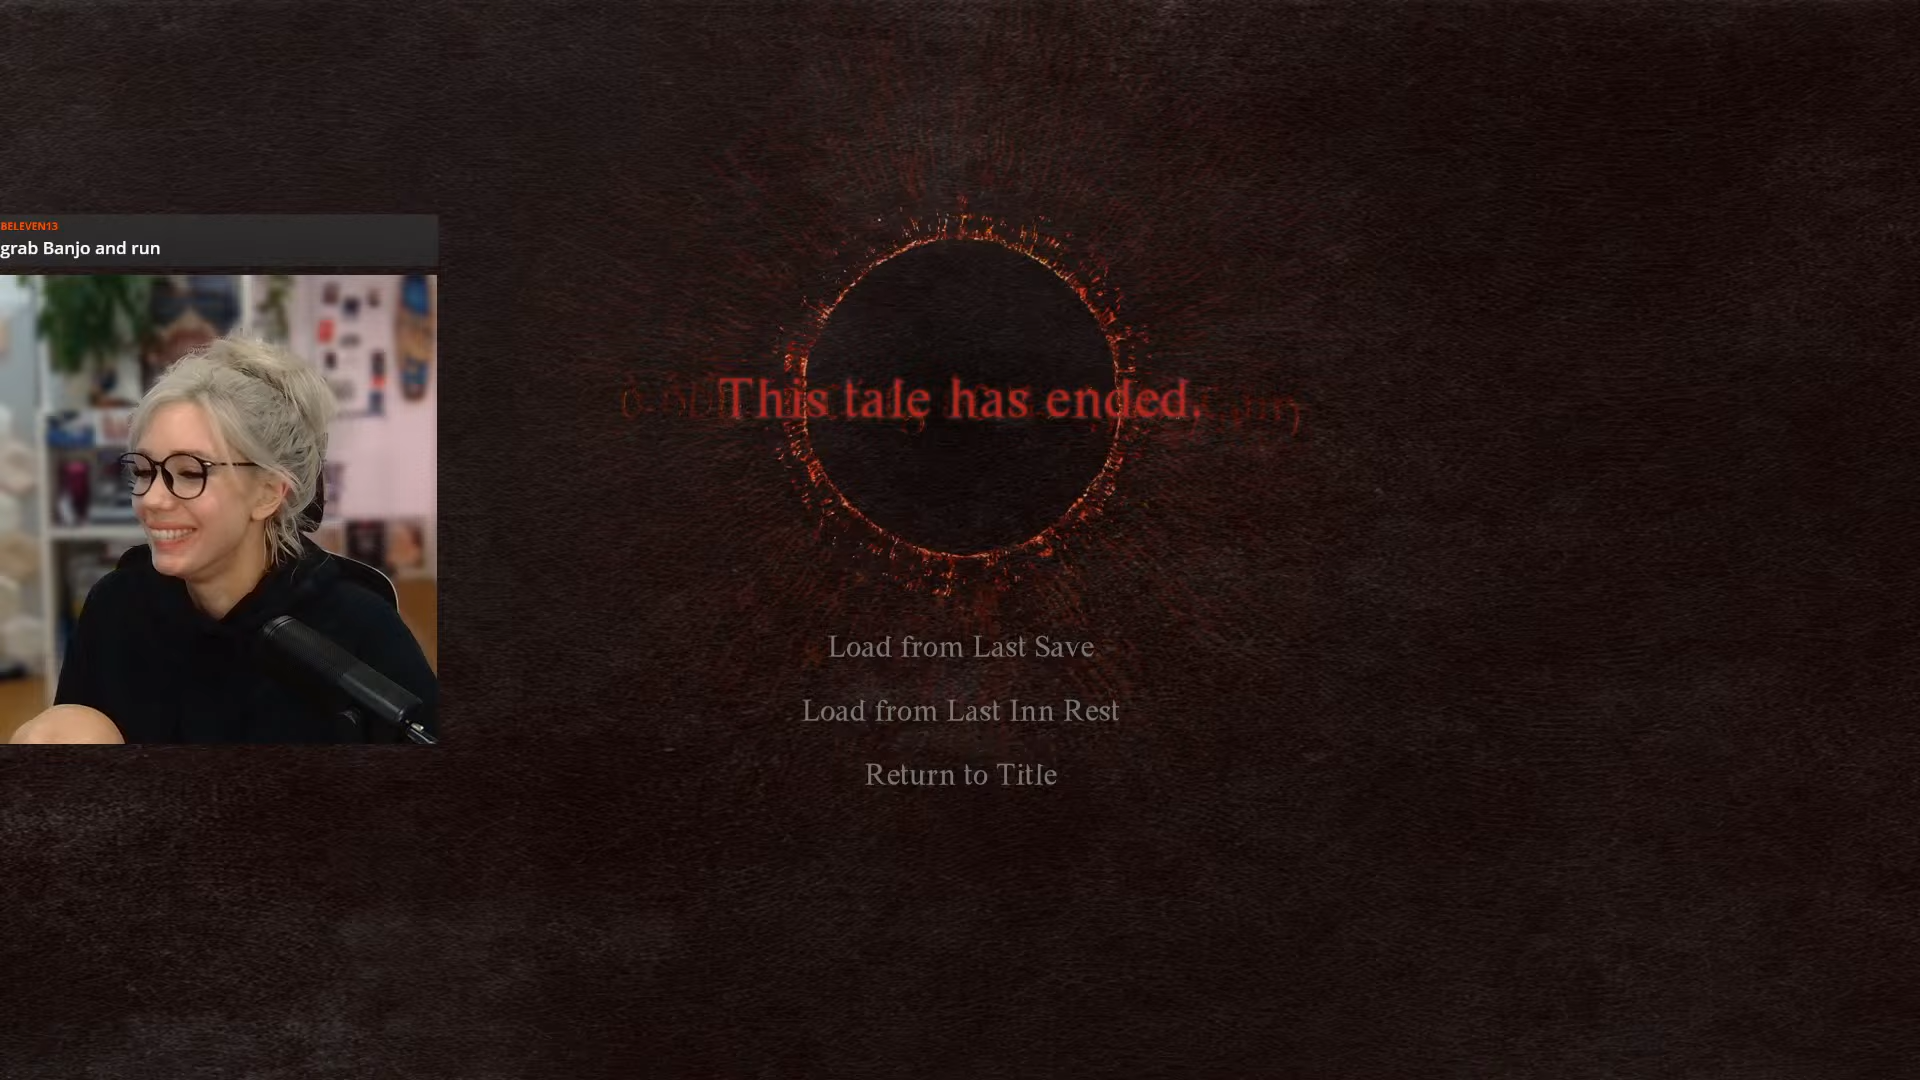 BELEVEN13
grab Banjo and run
This tale has ended.
Load from Last Save
Load from Last Inn Rest
Return to Title